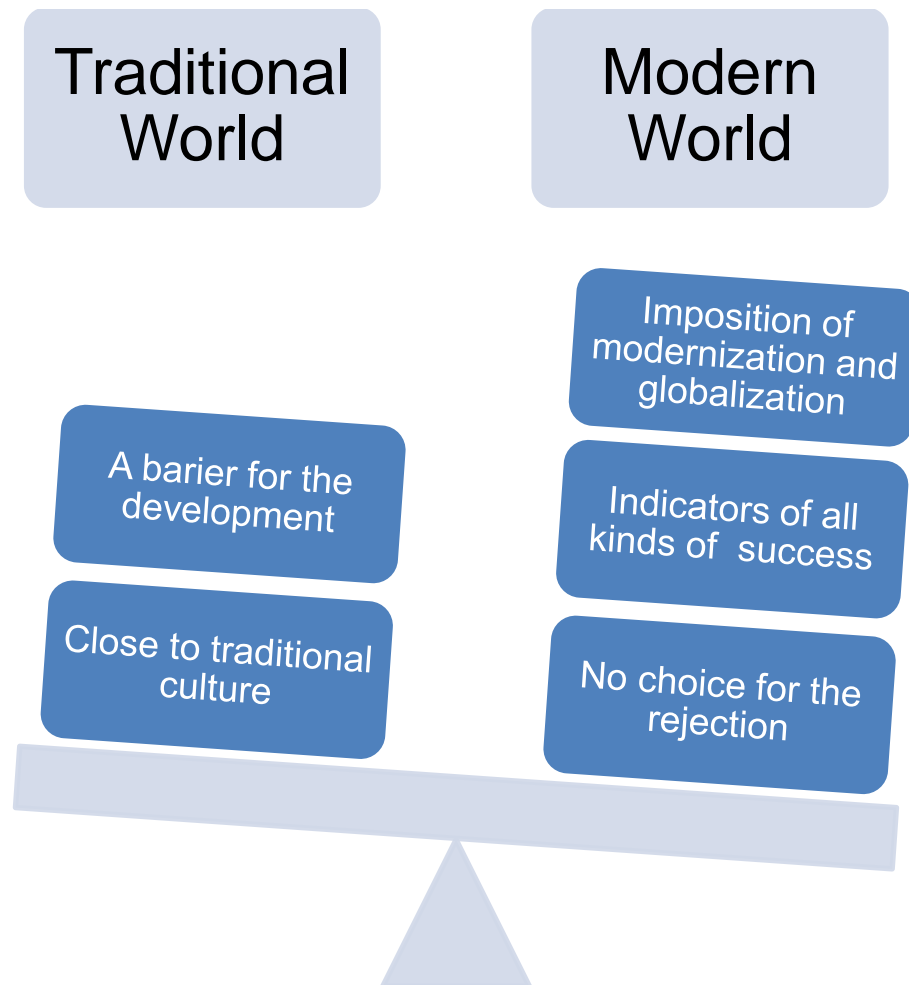 Traditional
World
Modern
World
Imposition of
modernization and
globalization
A barier for the
development
Indicators of all
kinds of  success
Close to traditional
culture
No choice for the
rejection